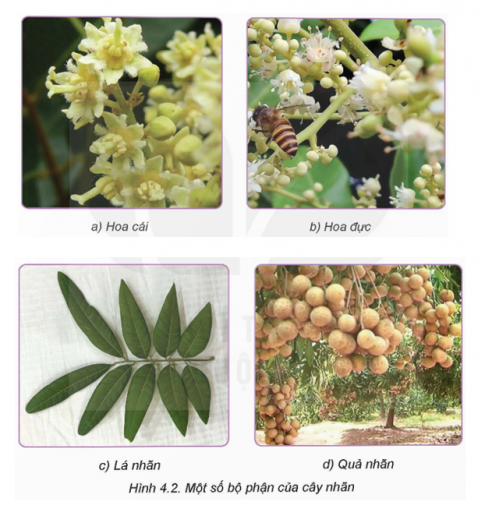 a) Hoa cái
b) Hoa đực
c) Lá nhãn
d) Quả nhãn
Hình 4.2. Một số bộ phận của cây nhãn